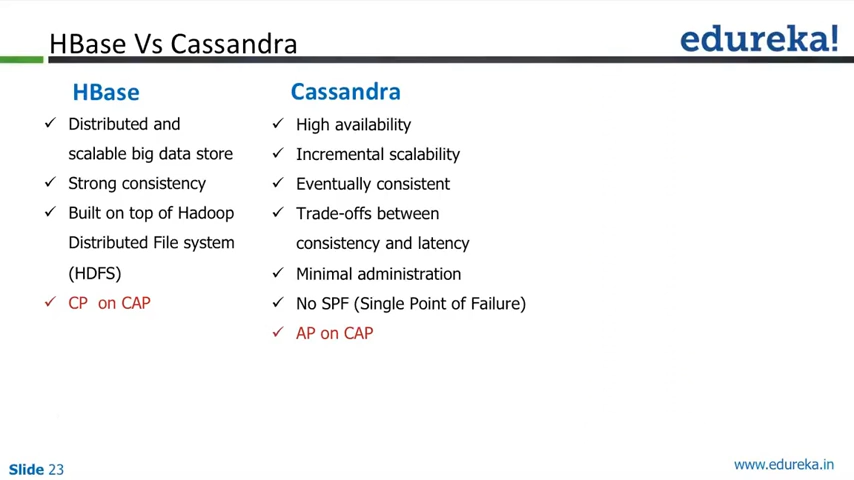 HBase Vs Cassandra
edureka!
HBase
✓ Distributed and
scalable big data store
✓ Strong consistency
✓ Built on top of Hadoop
Distributed File system
(HDFS)
✓ CP on CAP
Cassandra
✓ High availability
✓ Incremental scalability
✓ Eventually consistent
✓ Trade-offs between
consistency and latency
✓ Minimal administration
✓ No SPF (Single Point of Failure)
✓ AP on CAP
Slide 23
www.edureka.in